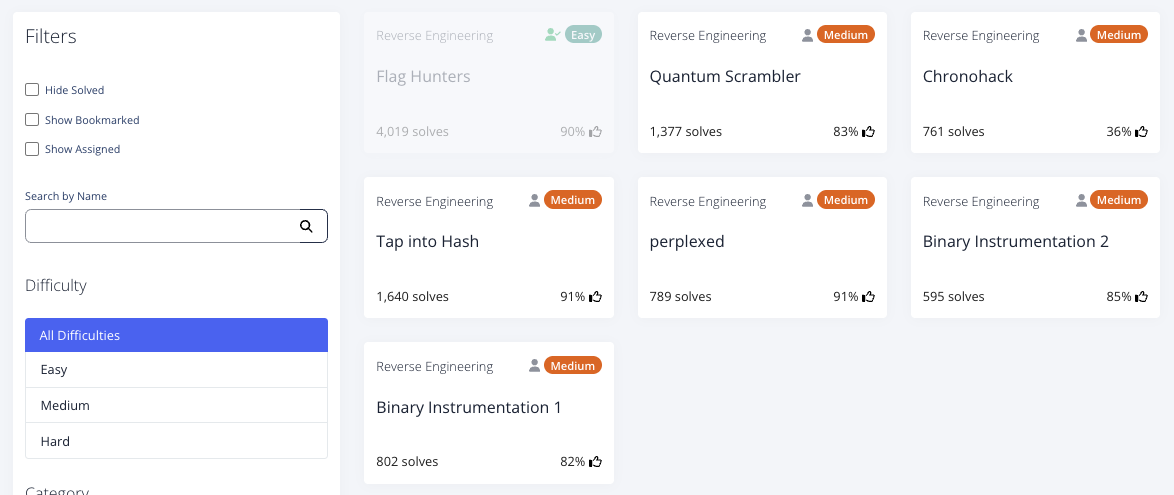 Filters
Hide Solved
Show Bookmarked
Show Assigned
Search by Name
Difficulty
All Difficulties
Easy
Medium
Hard
Category
Reverse Engineering Easy
Flag Hunters
4,019 solves 90%
Reverse Engineering Medium
Quantum Scrambler
1,377 solves 83%
Reverse Engineering Medium
Chronohack
761 solves 36%
Reverse Engineering Medium
Tap into Hash
1,640 solves 91%
Reverse Engineering Medium
perplexed
789 solves 91%
Reverse Engineering Medium
Binary Instrumentation 2
595 solves 85%
Reverse Engineering Medium
Binary Instrumentation 1
802 solves 82%